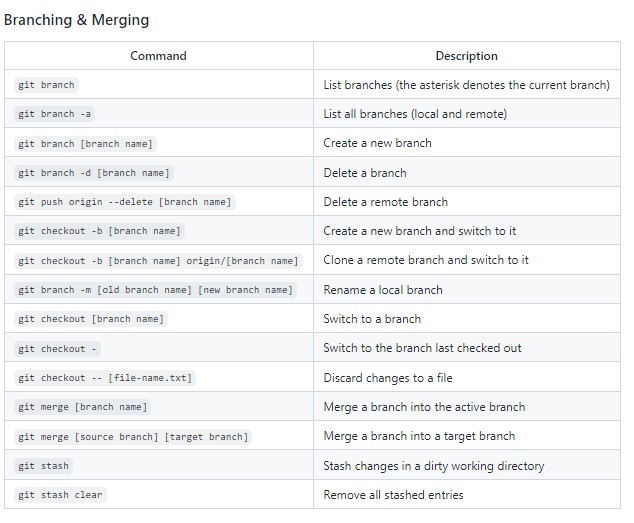 Branching & Merging
Command Description
git branch List branches (the asterisk denotes the current branch)
git branch -a List all branches (local and remote)
git branch [branch name] Create a new branch
git branch -d [branch name] Delete a branch
git push origin --delete [branch name] Delete a remote branch
git checkout -b [branch name] Create a new branch and switch to it
git checkout -b [branch name] origin/[branch name] Clone a remote branch and switch to it
git branch -m [old branch name] [new branch name] Rename a local branch
git checkout [branch name] Switch to a branch
git checkout - Switch to the branch last checked out
git checkout -- [file-name.txt] Discard changes to a file
git merge [branch name] Merge a branch into the active branch
git merge [source branch] [target branch] Merge a branch into a target branch
git stash Stash changes in a dirty working directory
git stash clear Remove all stashed entries